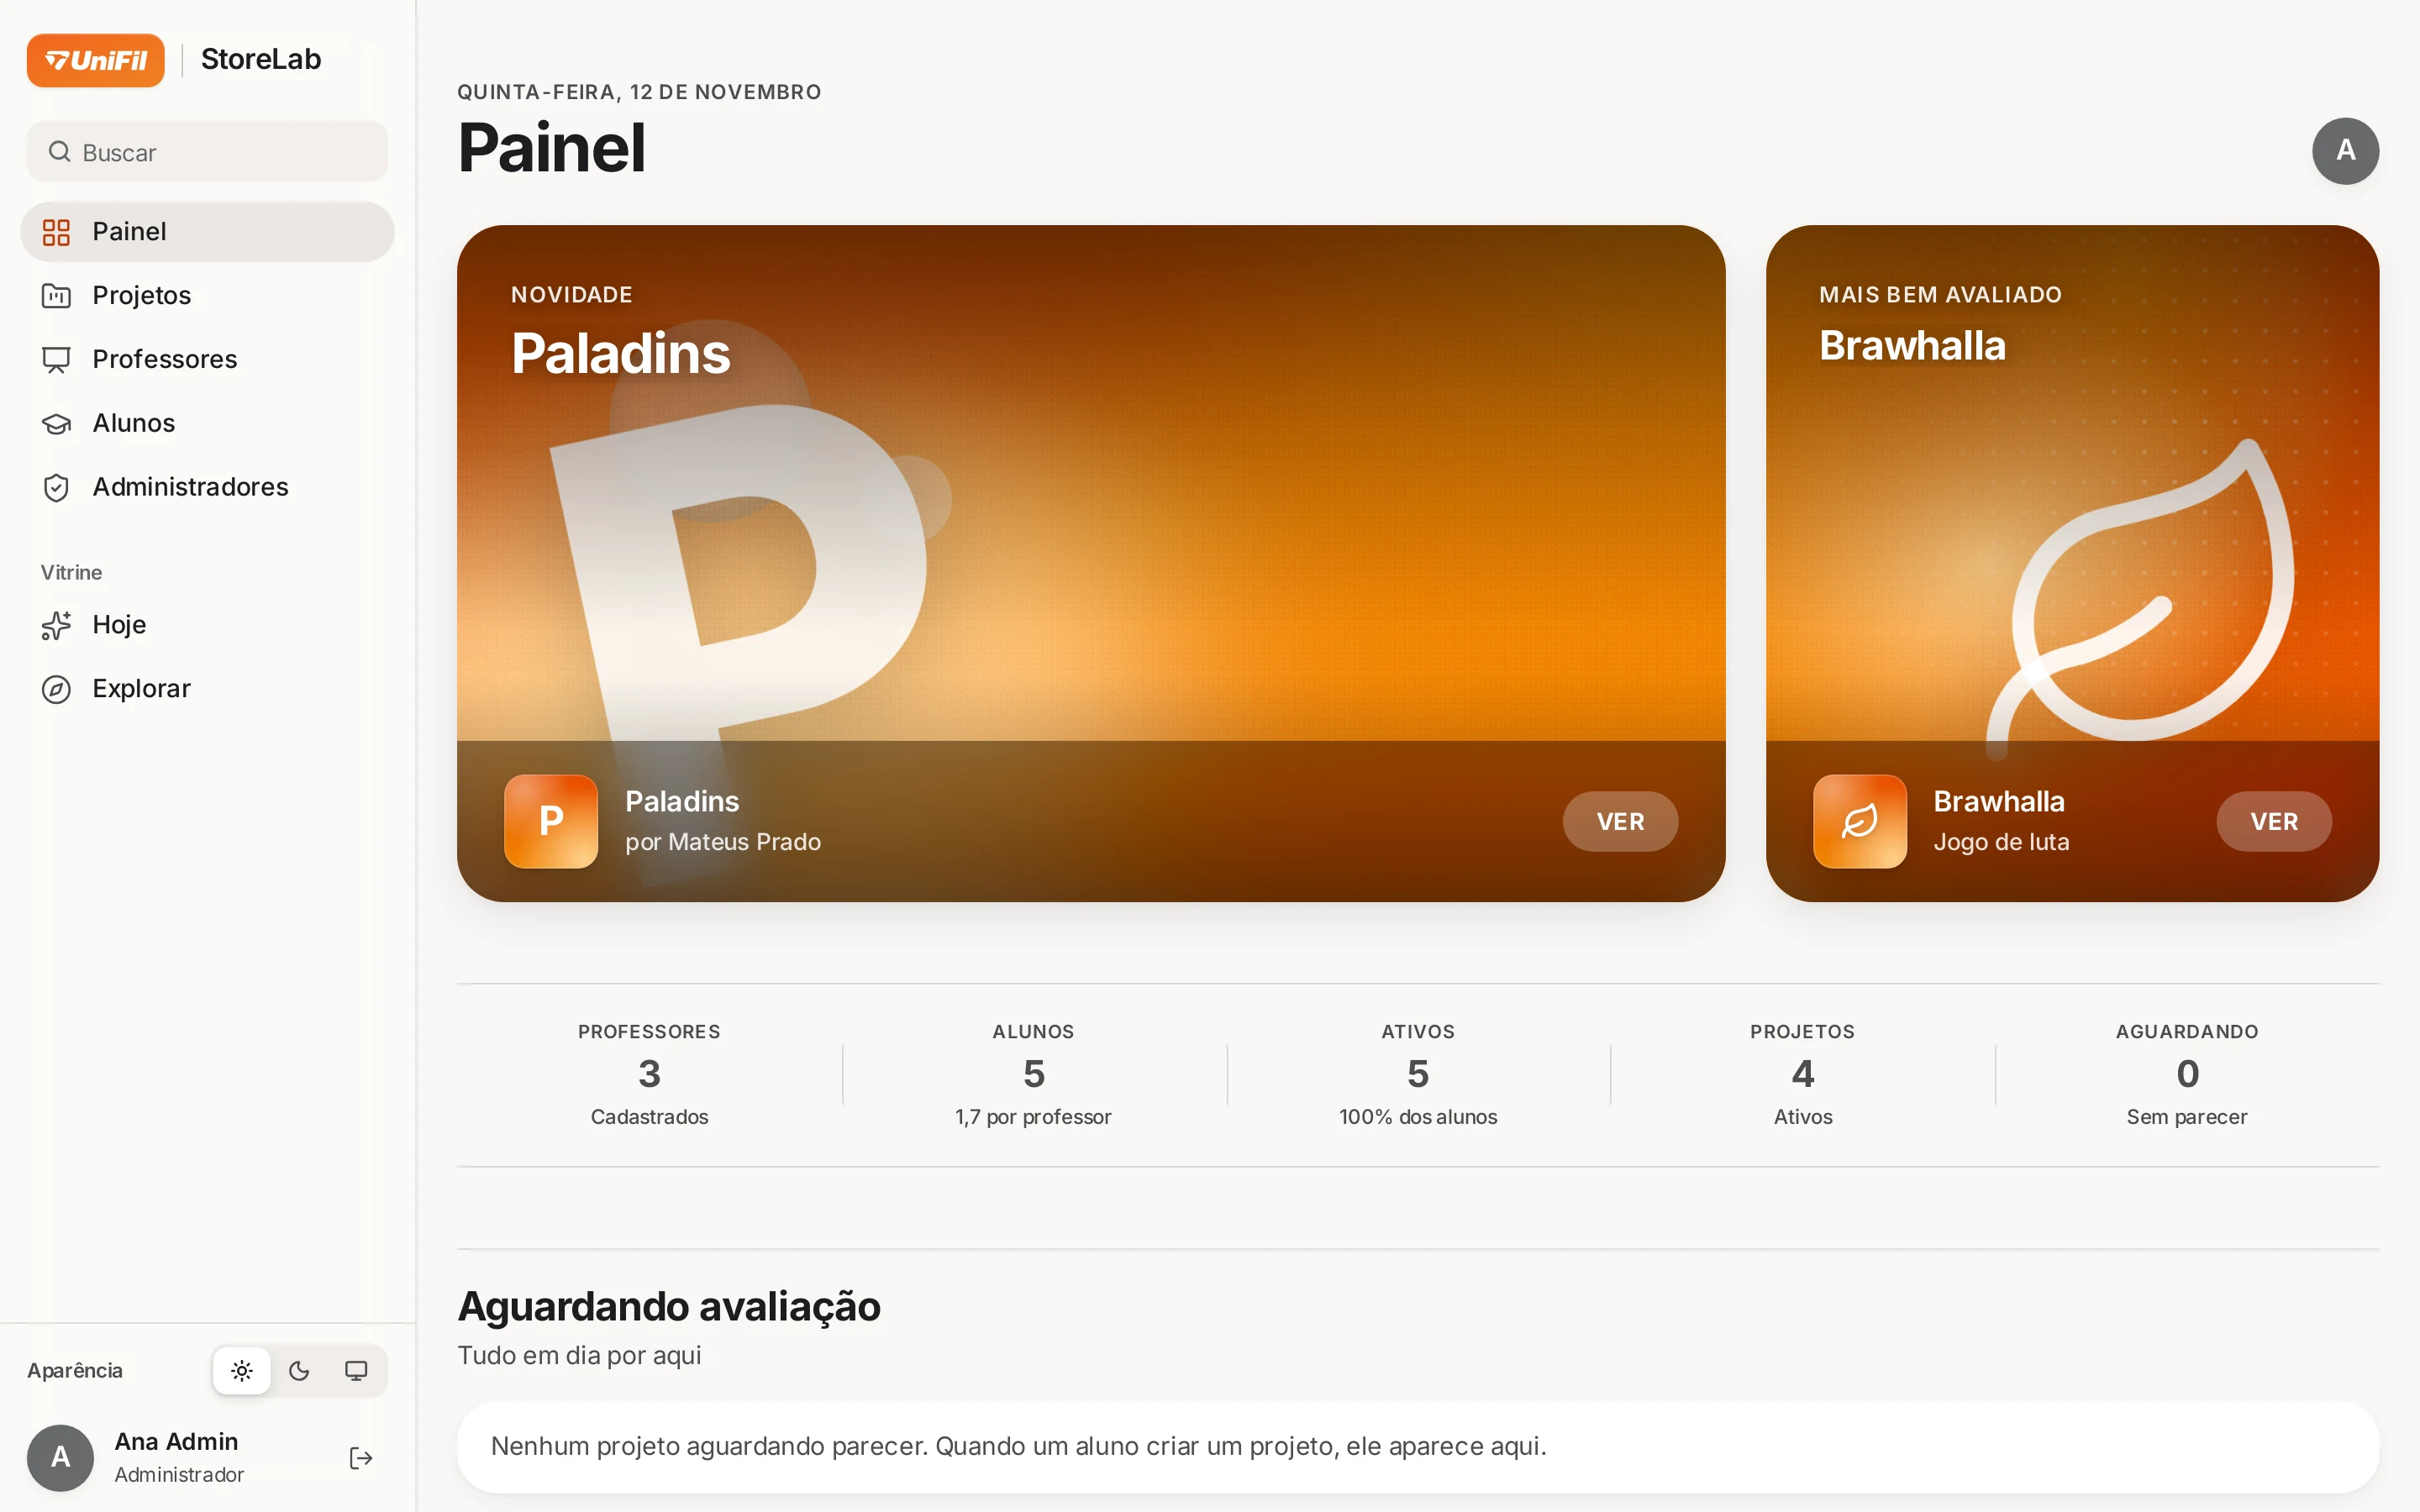 UniFil
StoreLab
Buscar
Painel
Projetos
Professores
Alunos
Administradores
Vitrine
Hoje
Explorar
Aparência
A
Ana Admin
Administrador
QUINTA-FEIRA, 12 DE NOVEMBRO
Painel
A
NOVIDADE
Paladins
P
P
Paladins
por Mateus Prado
VER
MAIS BEM AVALIADO
Brawhalla
Brawhalla
Jogo de luta
VER
PROFESSORES
3
Cadastrados
ALUNOS
5
1,7 por professor
ATIVOS
5
100% dos alunos
PROJETOS
4
Ativos
AGUARDANDO
0
Sem parecer
Aguardando avaliação
Tudo em dia por aqui
Nenhum projeto aguardando parecer. Quando um aluno criar um projeto, ele aparece aqui.